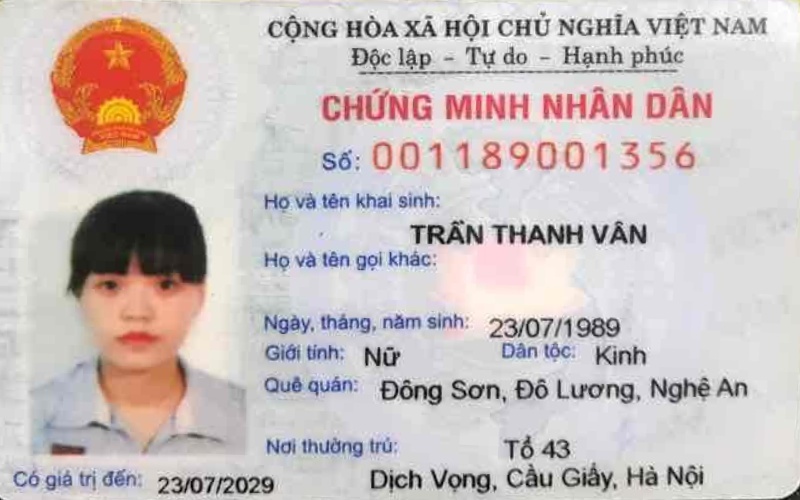 CỘNG HÒA XÃ HỘI CHỦ NGHĨA VIỆT NAM
Độc lập - Tự do - Hạnh phúc
CHỨNG MINH NHÂN DÂN
Số: 001189001356
Họ và tên khai sinh:
TRẦN THANH VÂN
Họ và tên gọi khác:
Ngày, tháng, năm sinh: 23/07/1989
Giới tính: Nữ Dân tộc: Kinh
Quê quán: Đông Sơn, Đô Lương, Nghệ An
Nơi thường trú: Tổ 43
Có giá trị đến: 23/07/2029 Dịch Vọng, Cầu Giấy, Hà Nội